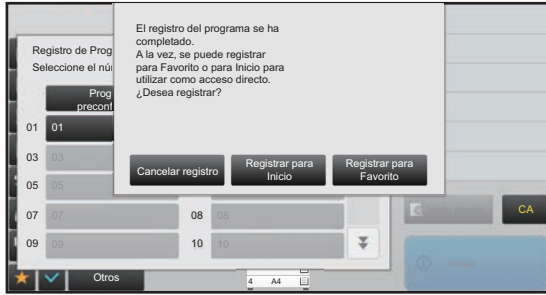 El registro del programa se ha
completado.
A la vez, se puede registrar
para Favorito o para Inicio para
utilizar como acceso directo.
¿Desea registrar?
Cancelar registro
Registrar para
Inicio
Registrar para
Favorito
Registro de Prog
Seleccione el nú
Prog
preconf
01 01
03 03
05 05
07 07 08 08
09 09 10 10
CA
Inicio
Otros
4 A4